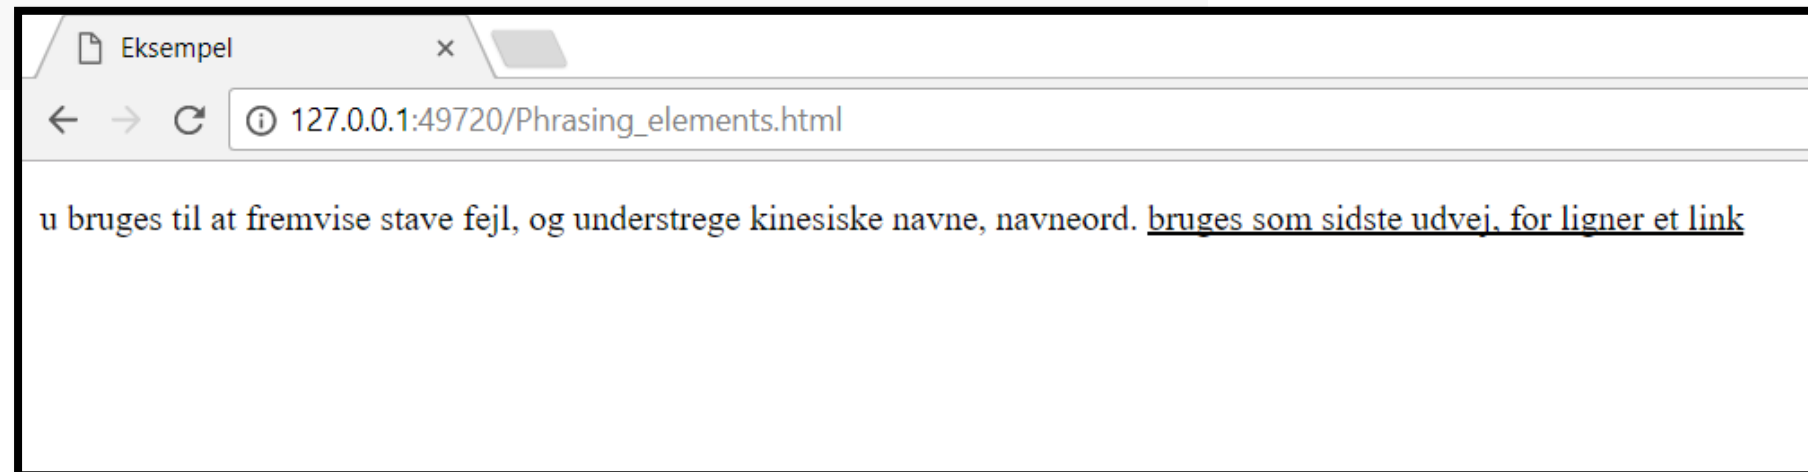 Eksempel
127.0.0.1:49720/Phrasing_elements.html
u bruges til at fremvise stave fejl, og understrege kinesiske navne, navneord. bruges som sidste udvej, for ligner et link